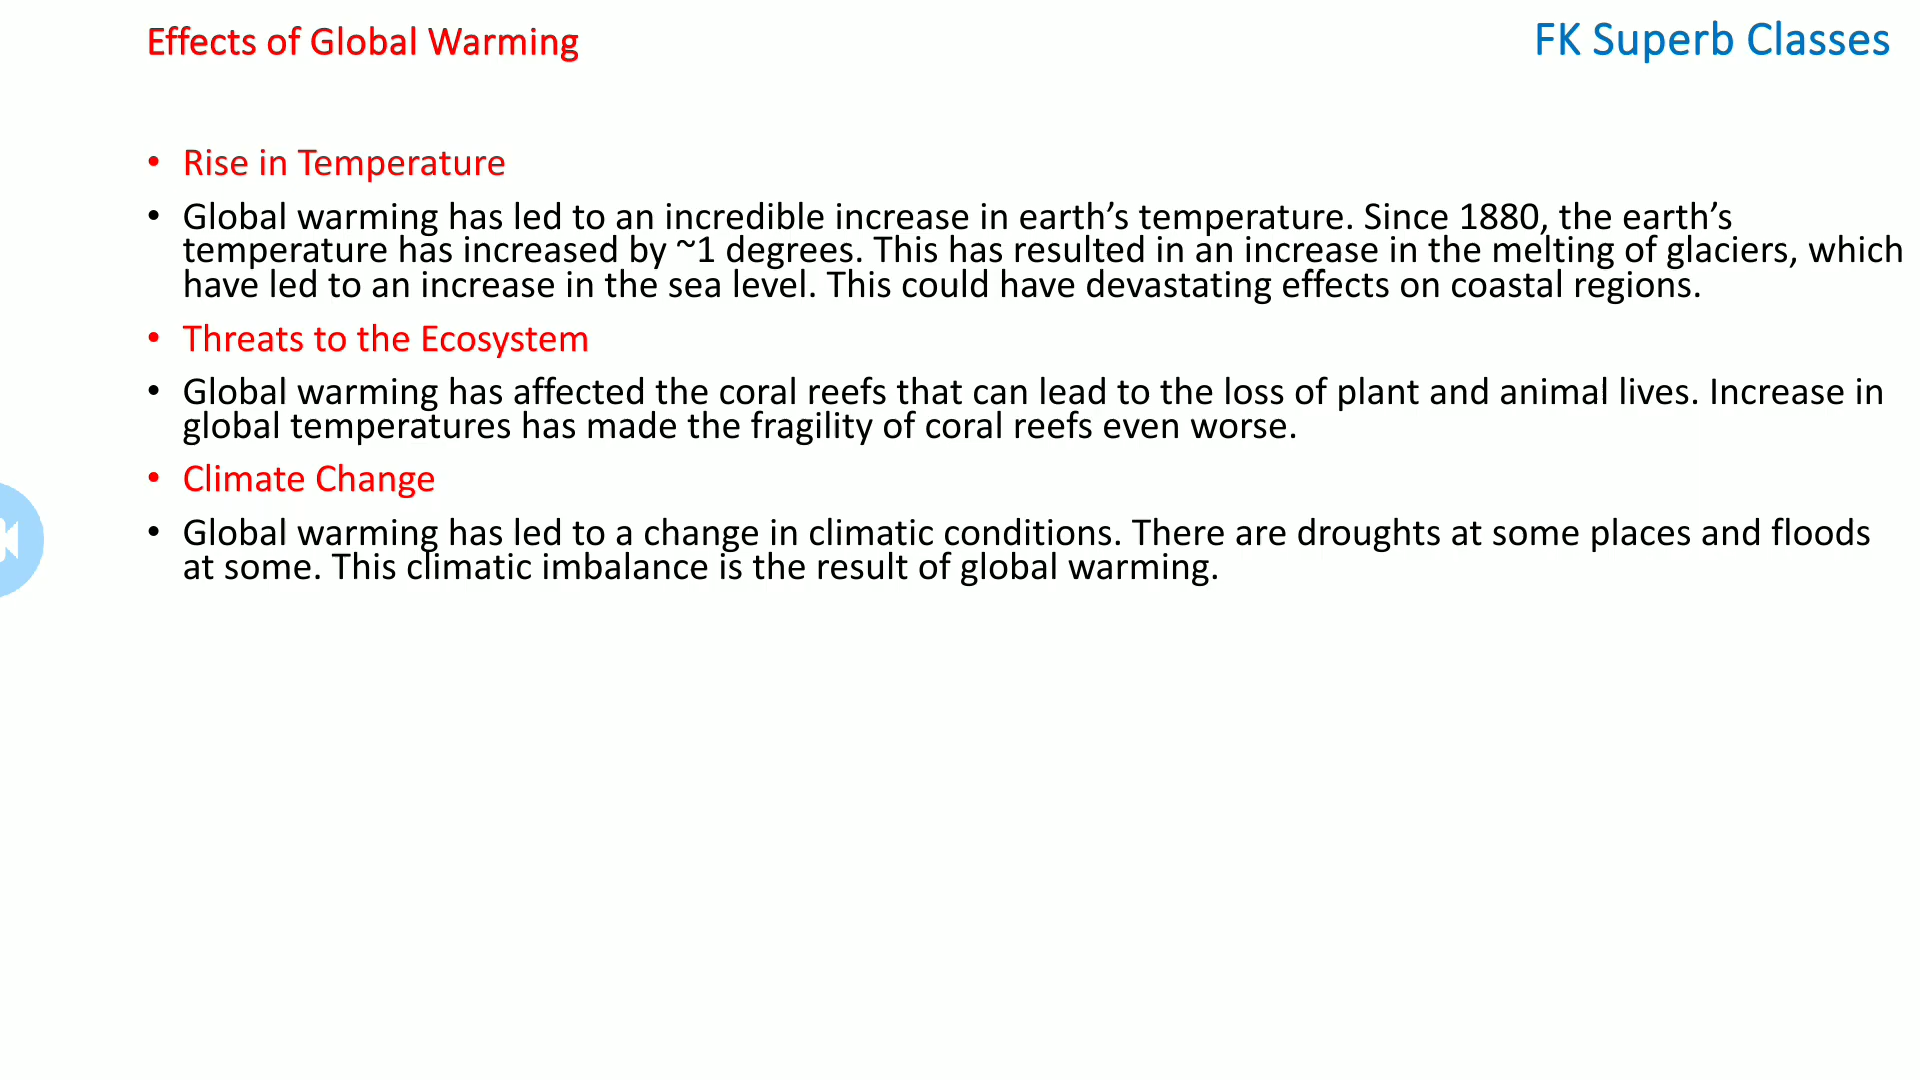 Effects of Global Warming
FK Superb Classes
• Rise in Temperature
• Global warming has led to an incredible increase in earth’s temperature. Since 1880, the earth’s
temperature has increased by ~1 degrees. This has resulted in an increase in the melting of glaciers, which
have led to an increase in the sea level. This could have devastating effects on coastal regions.
• Threats to the Ecosystem
• Global warming has affected the coral reefs that can lead to the loss of plant and animal lives. Increase in
global temperatures has made the fragility of coral reefs even worse.
• Climate Change
• Global warming has led to a change in climatic conditions. There are droughts at some places and floods
at some. This climatic imbalance is the result of global warming.